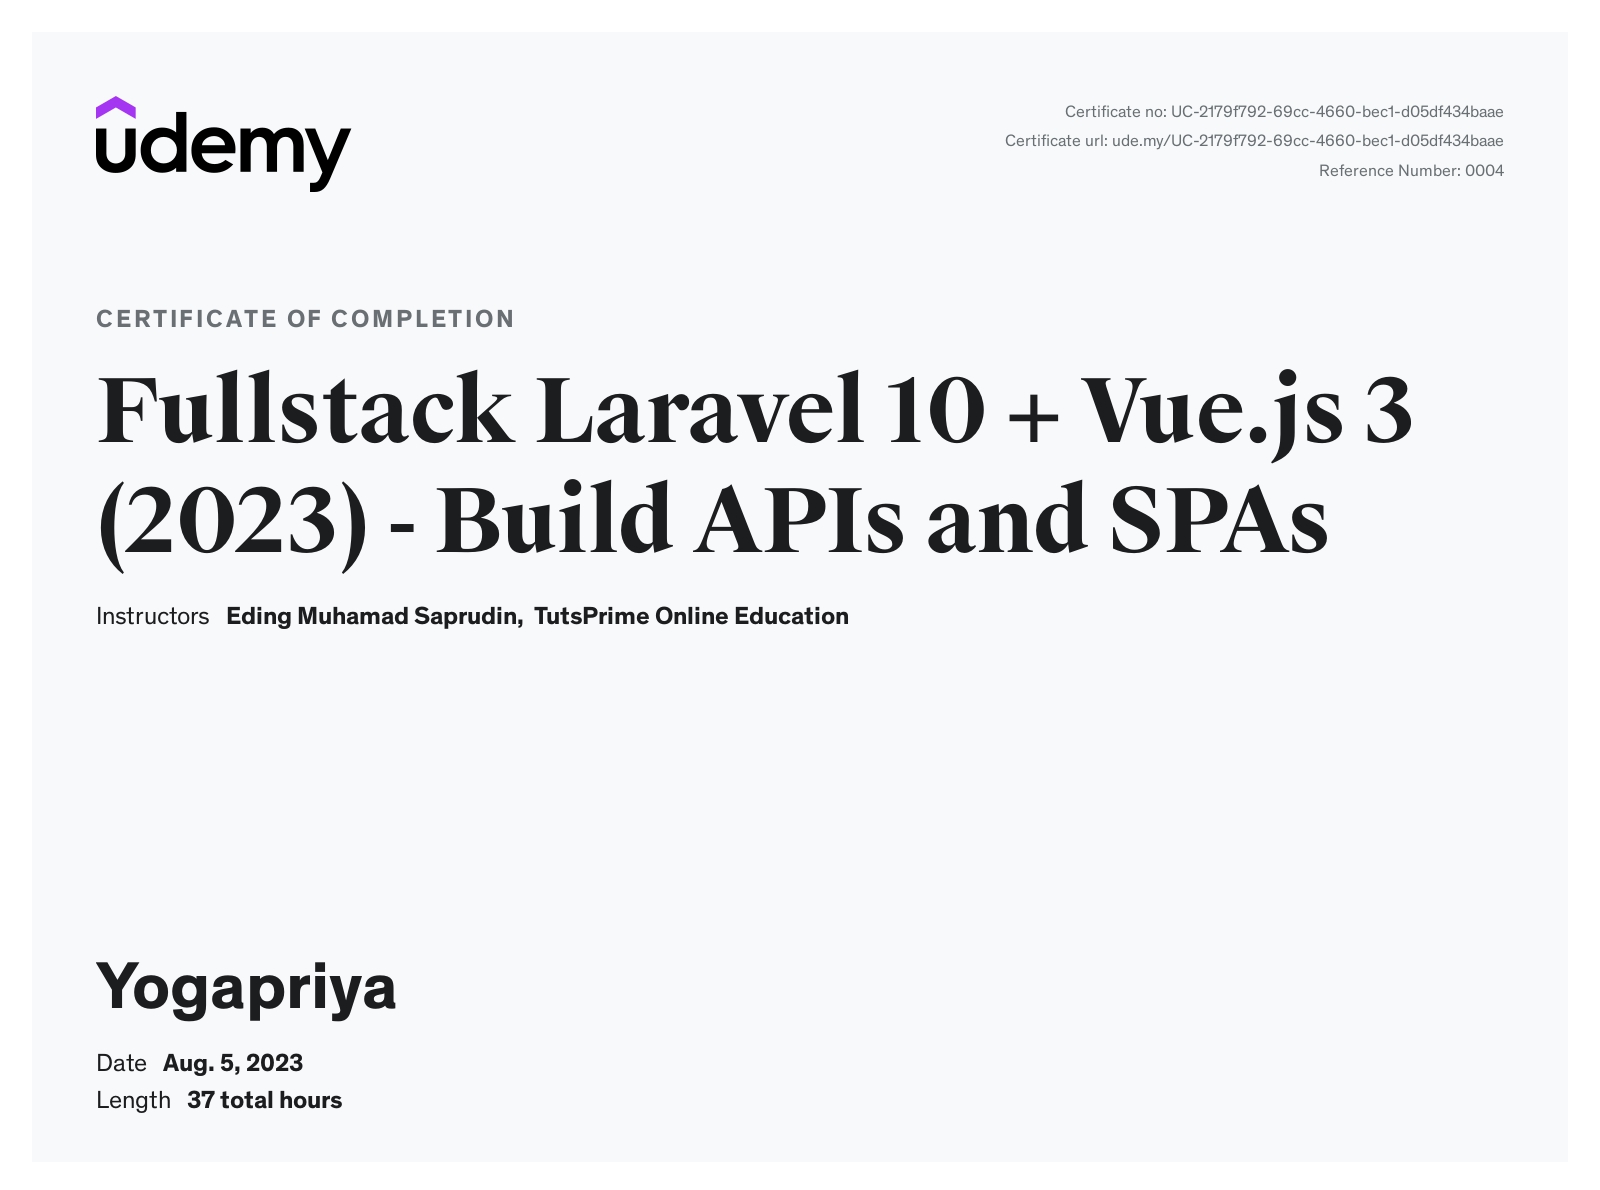 udemy
Certificate no: UC-2179f792-69cc-4660-bec1-d05df434baae
Certificate url: ude.my/UC-2179f792-69cc-4660-bec1-d05df434baae
Reference Number: 0004
CERTIFICATE OF COMPLETION
Fullstack Laravel 10 + Vue.js 3
(2023) - Build APIs and SPAs
Instructors Eding Muhamad Saprudin, TutsPrime Online Education
Yogapriya
Date Aug. 5, 2023
Length 37 total hours